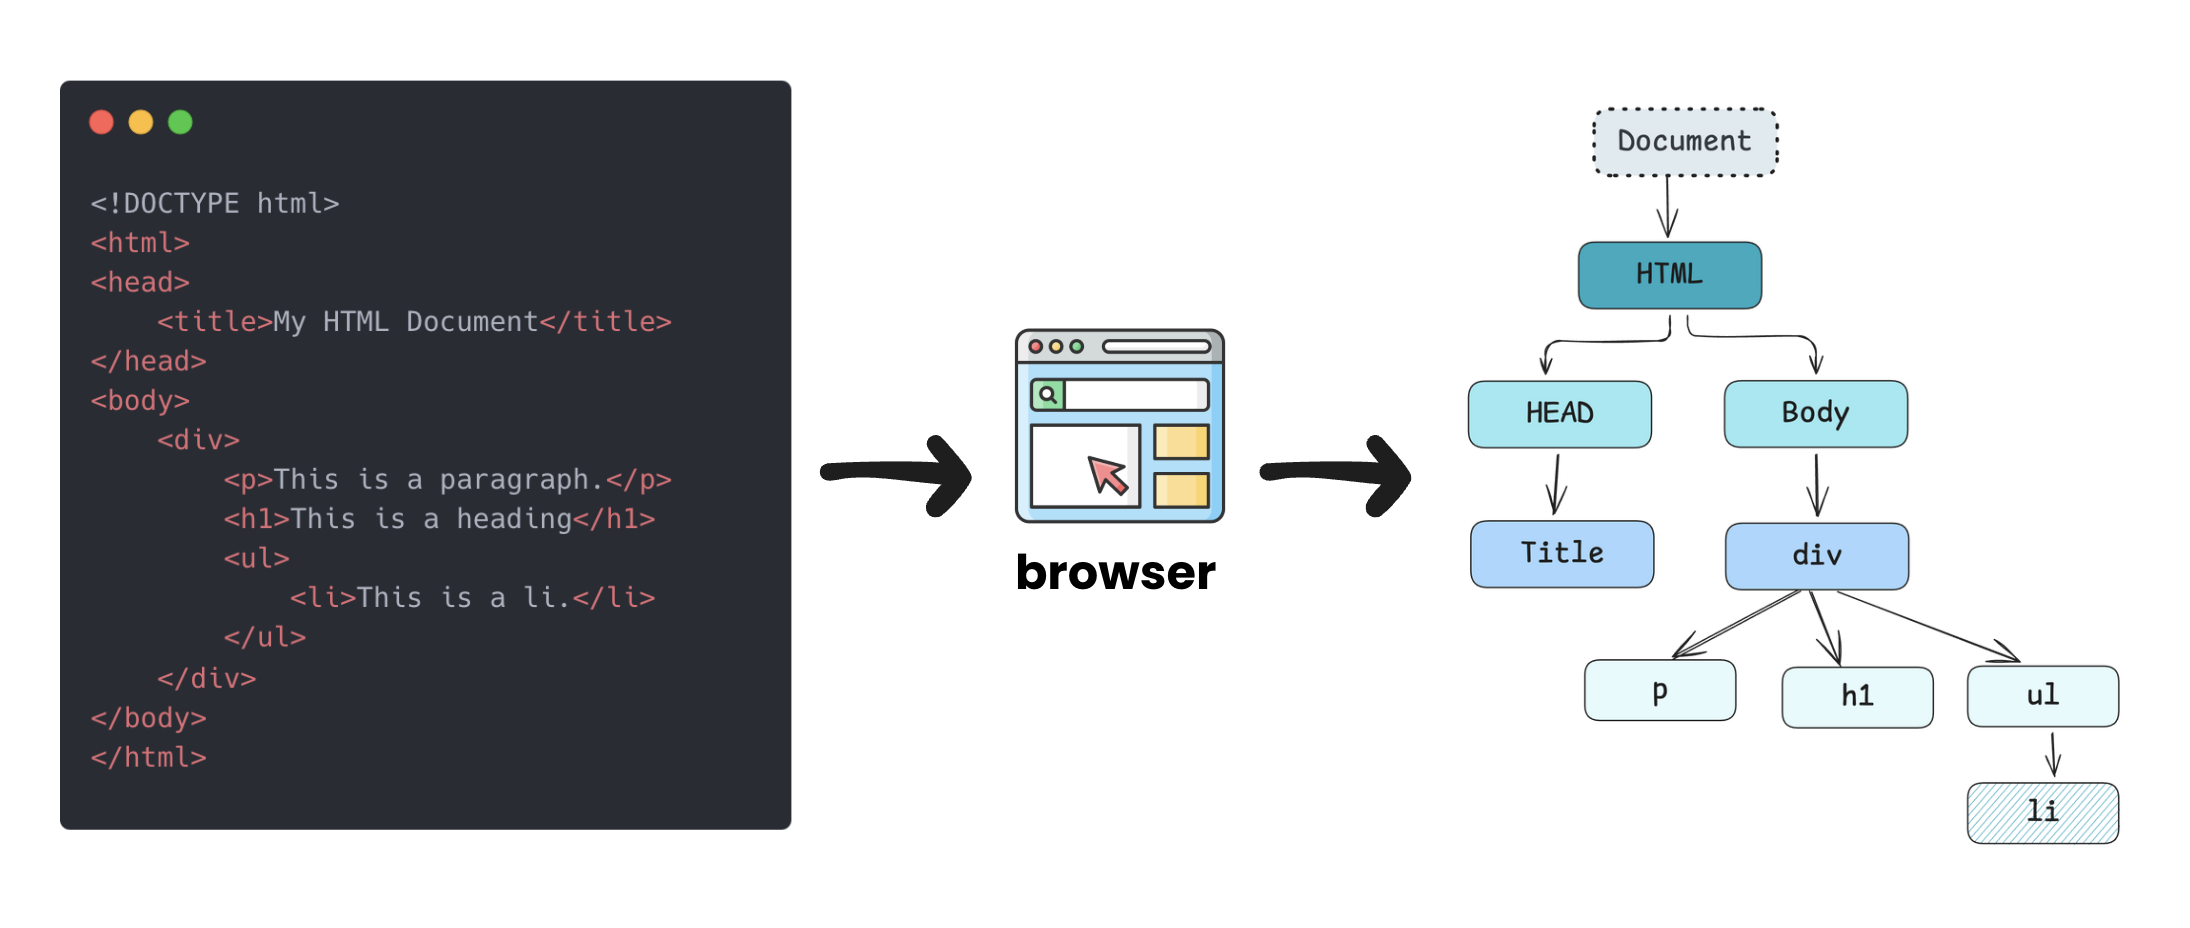 <!DOCTYPE html>
<html>
<head>
    <title>My HTML Document</title>
</head>
<body>
    <div>
        <p>This is a paragraph.</p>
        <h1>This is a heading</h1>
        <ul>
            <li>This is a li.</li>
        </ul>
    </div>
</body>
</html>
browser
Document
HTML
HEAD
Body
Title
div
p
h1
ul
li